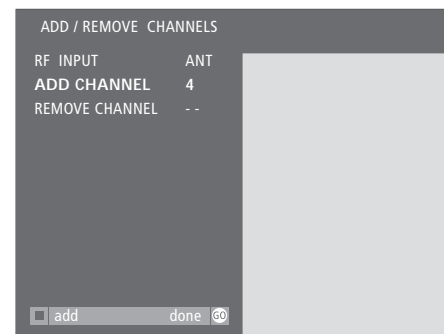 ADD / REMOVE CHANNELS
RF INPUT ANT
ADD CHANNEL 4
REMOVE CHANNEL - -
add done GO